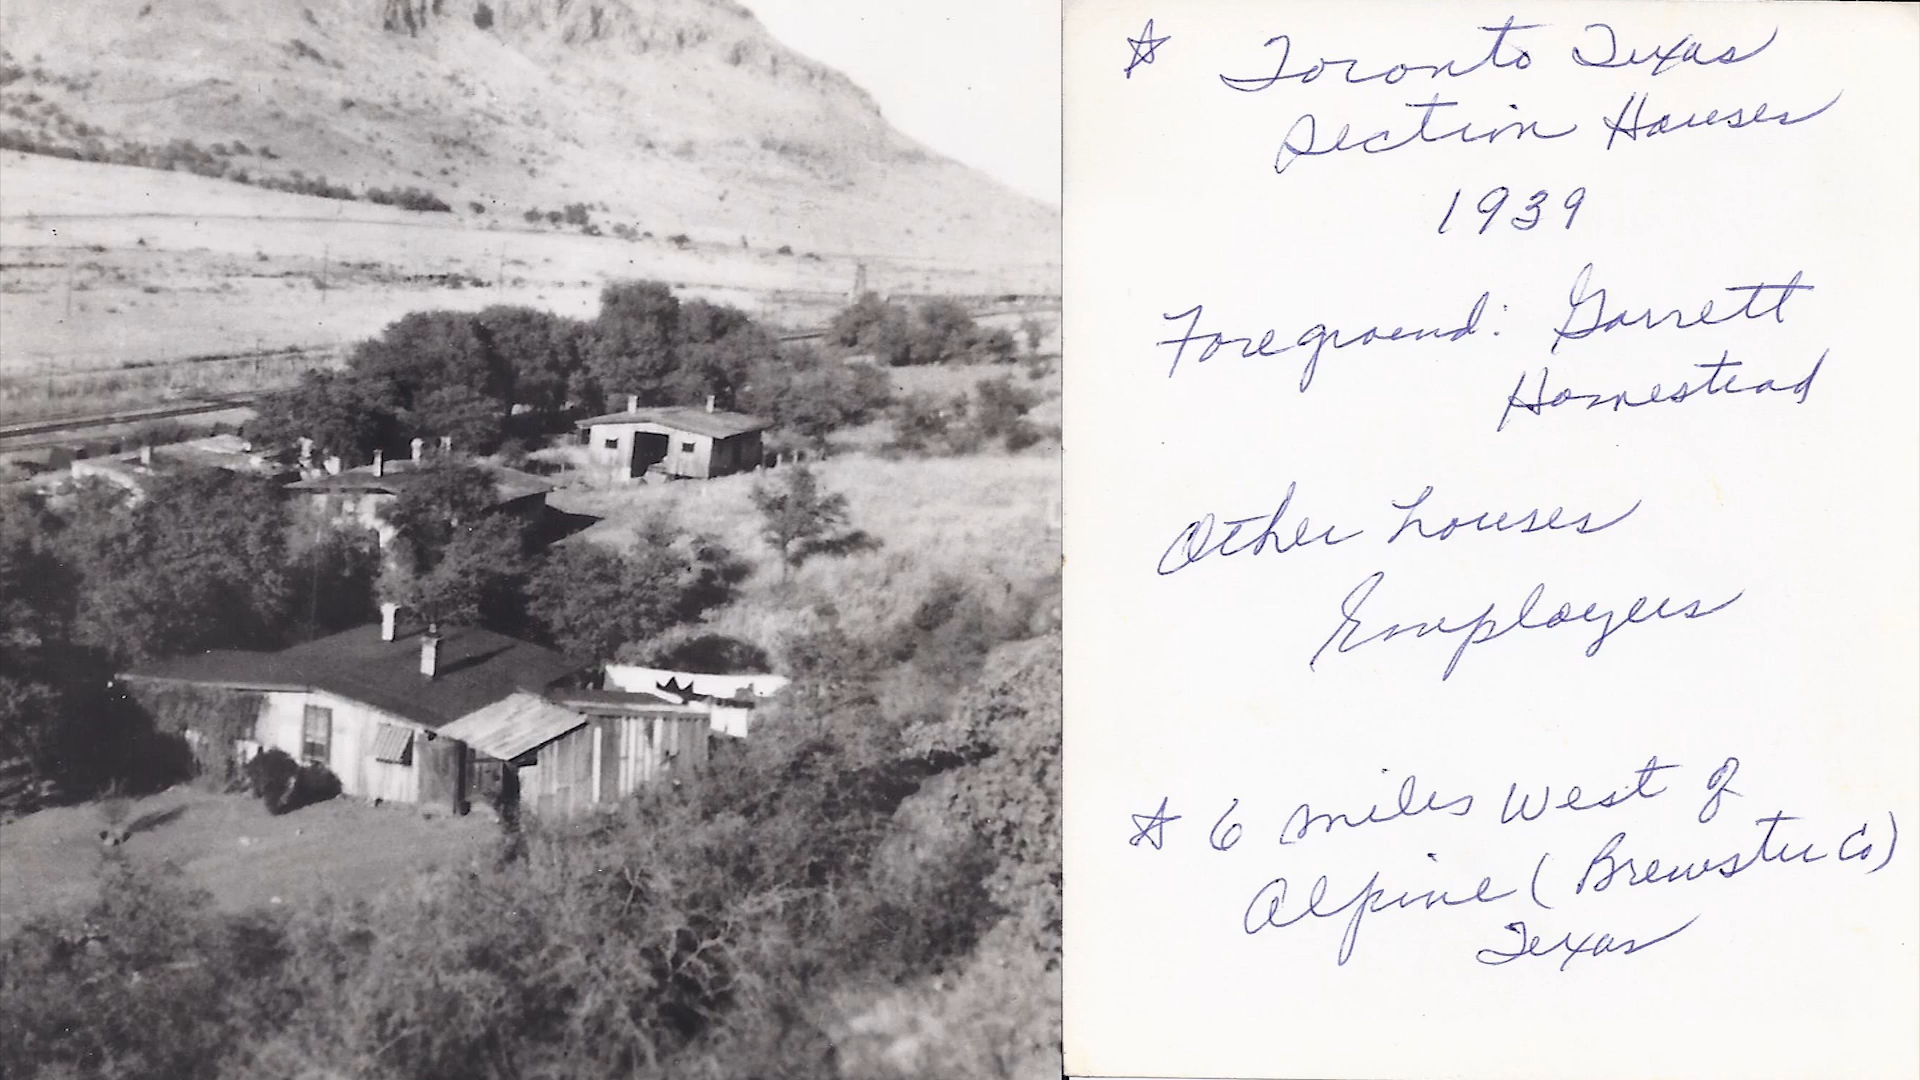 ☆ Toronto Texas
Section Houses
1939
Foreground: Garrett
Homestead
Other houses
Employees
☆ 6 miles West of
Alpine (Brewster Co)
Texas